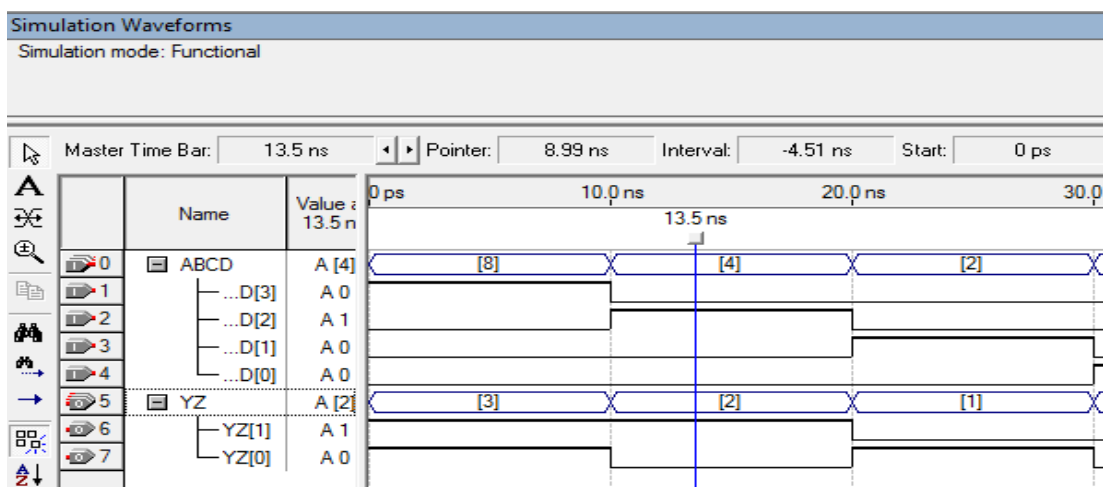 Simulation Waveforms
Simulation mode: Functional
Master Time Bar: 13.5 ns Pointer: 8.99 ns Interval: -4.51 ns Start: 0 ps
Name Value a 13.5 n 0 ps 10.0 ns 20.0 ns 30.0
13.5 ns
0 ABCD A [4] [8] [4] [2]
1 ...D[3] A 0
2 ...D[2] A 1
3 ...D[1] A 0
4 ...D[0] A 0
5 YZ A [2] [3] [2] [1]
6 YZ[1] A 1
7 YZ[0] A 0